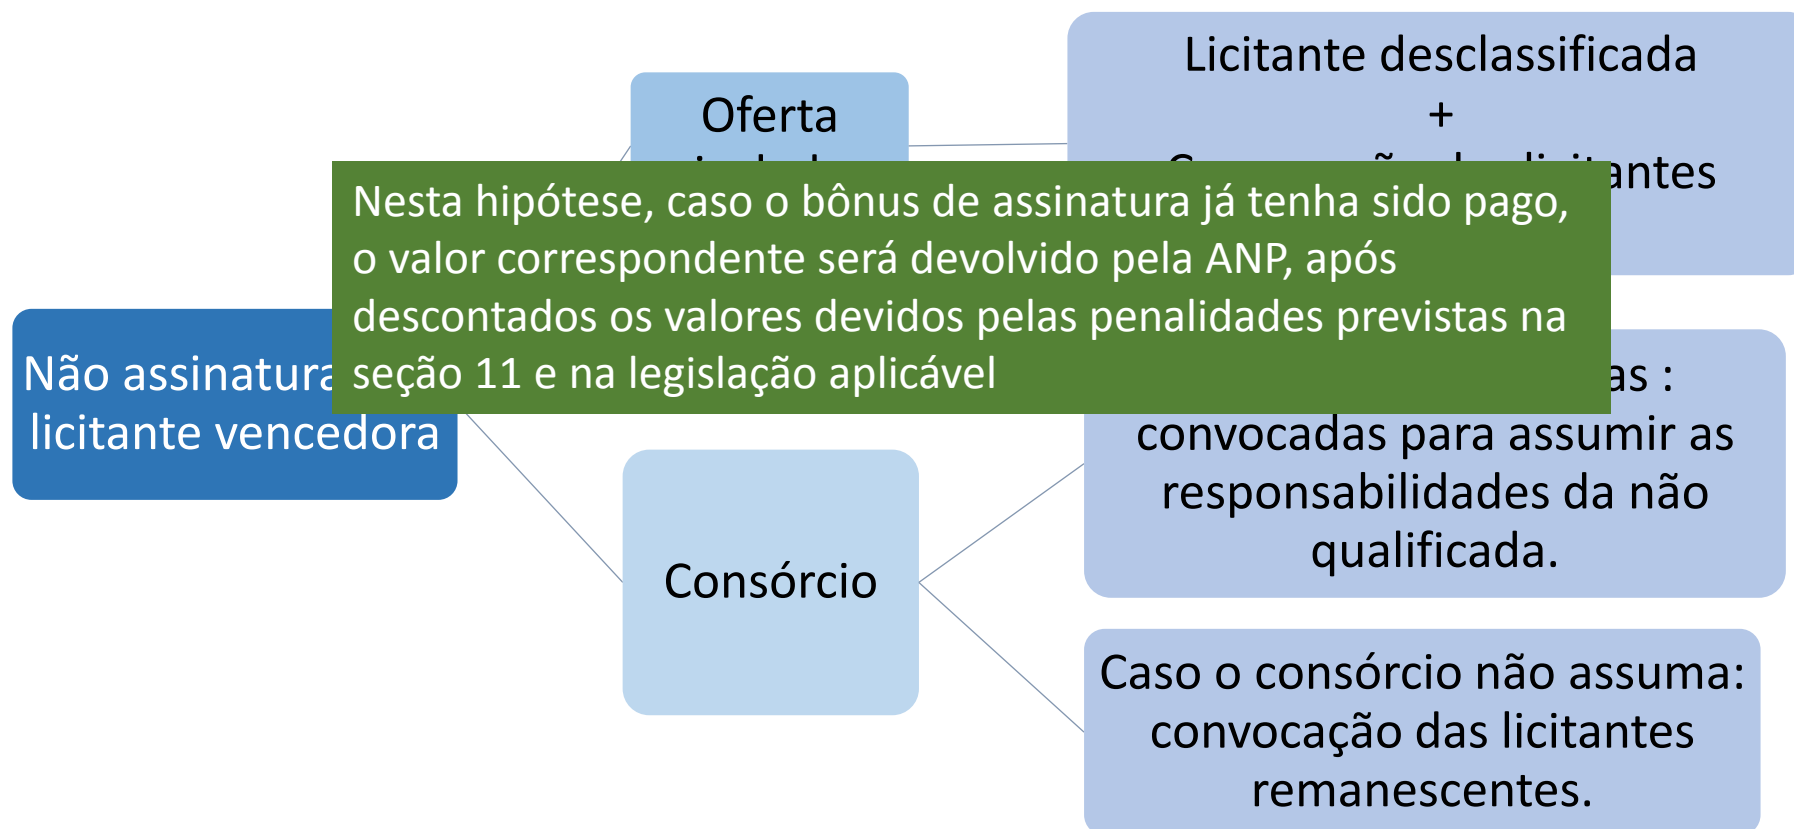 Licitante desclassificada
+
Oferta
Nesta hipótese, caso o bônus de assinatura já tenha sido pago,
o valor correspondente será devolvido pela ANP, após
descontados os valores devidos pelas penalidades previstas na
seção 11 e na legislação aplicável
Não assinatura
licitante vencedora
convocadas para assumir as
responsabilidades da não
qualificada.
Consórcio
Caso o consórcio não assuma:
convocação das licitantes
remanescentes.